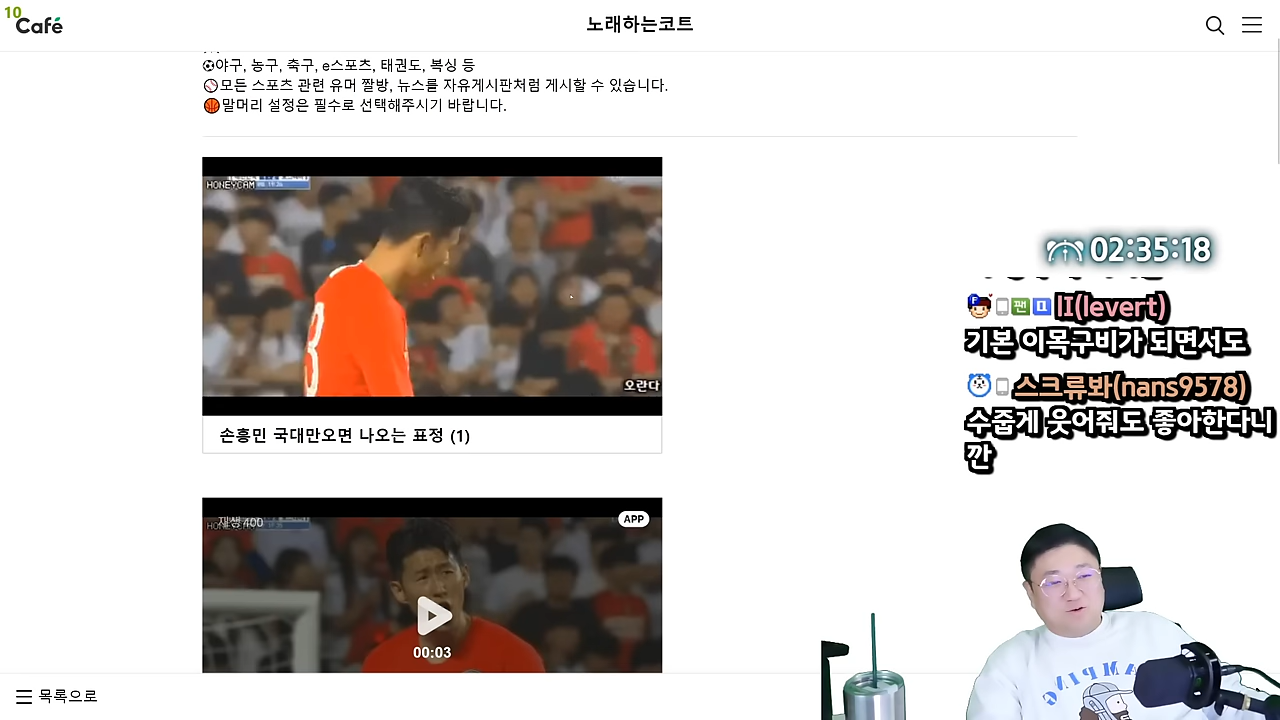 10
Café
노래하는코트
⚽야구, 농구, 축구, e스포츠, 태권도, 복싱 등
⚾모든 스포츠 관련 유머 짤방, 뉴스를 자유게시판처럼 게시할 수 있습니다.
🏀말머리 설정은 필수로 선택해주시기 바랍니다.
HONEYCAM
오란다
손흥민 국대만오면 나오는 표정 (1)
재생 400
APP
00:03
목록으로
02:35:18
팬
lI(levert)
기본 이목구비가 되면서도
스크류봐(nans9578)
수줍게 웃어줘도 좋아한다니
깐